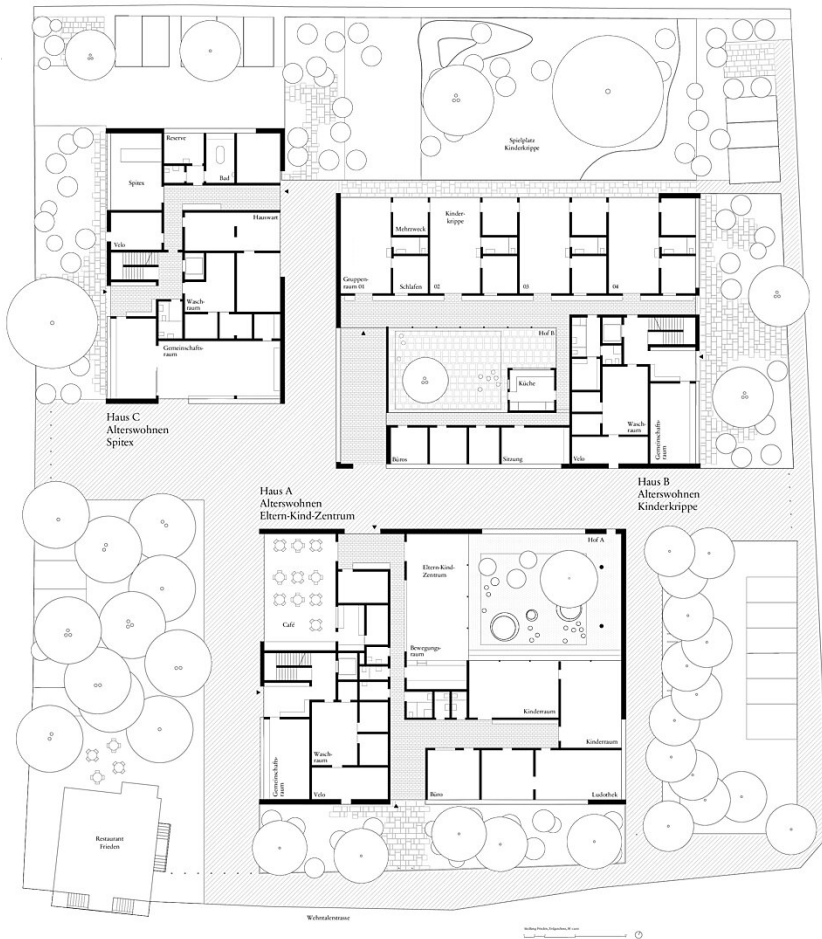 Spielplatz
Kinderkrippe
Reserve
Spitex
Bad
Hauswart
Velo
Wasch-
raum
Gemeinschafts-
raum
Haus C
Alterswohnen
Spitex
Mehrzweck
Kinder-
krippe
Gruppen-
raum 01
Schlafen
02
03
04
Hof B
Küche
Büros
Sitzung
Velo
Wasch-
raum
Gemeinschafts-
raum
Haus B
Alterswohnen
Kinderkrippe
Haus A
Alterswohnen
Eltern-Kind-Zentrum
Hof A
Eltern-Kind-
Zentrum
Café
Bewegungs-
raum
Kinderraum
Kinderraum
Wasch-
raum
Gemeinschafts-
raum
Velo
Büro
Ludothek
Restaurant
Frieden
Wehntalerstrasse